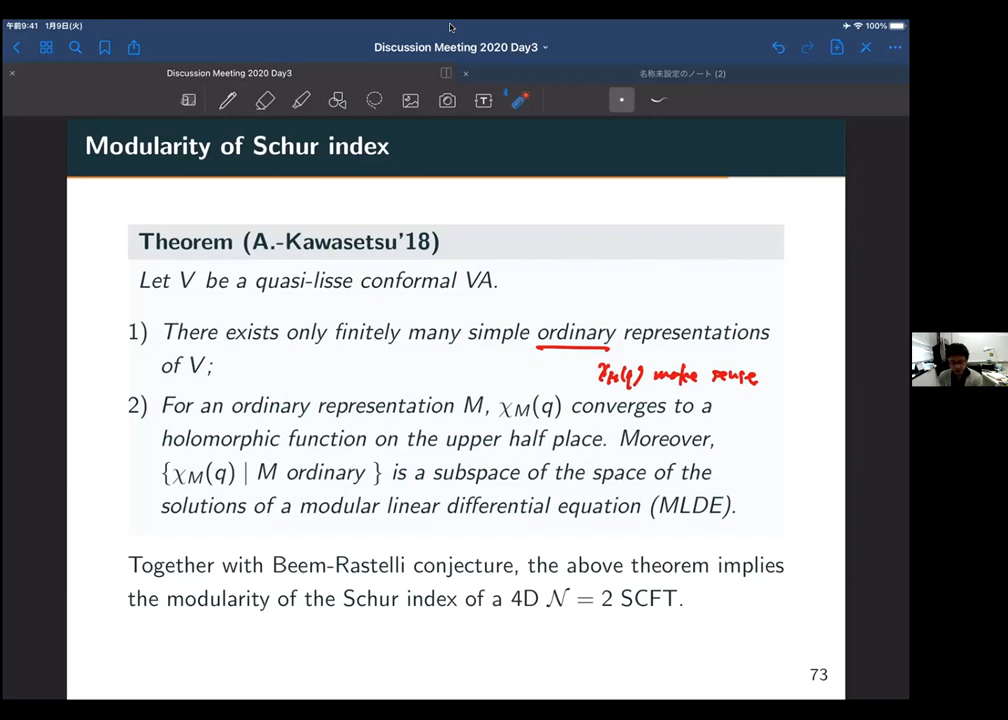 午前9:41 1月9日(火)
100%
Discussion Meeting 2020 Day3
Discussion Meeting 2020 Day3
名称未設定のノート (2)
Modularity of Schur index
Theorem (A.-Kawasetsu'18)
Let V be a quasi-lisse conformal VA.
1) There exists only finitely many simple ordinary representations
of V;
χM(q) make sense
2) For an ordinary representation M, χM(q) converges to a
holomorphic function on the upper half place. Moreover,
{χM(q) | M ordinary } is a subspace of the space of the
solutions of a modular linear differential equation (MLDE).
Together with Beem-Rastelli conjecture, the above theorem implies
the modularity of the Schur index of a 4D 𝒩 = 2 SCFT.
73